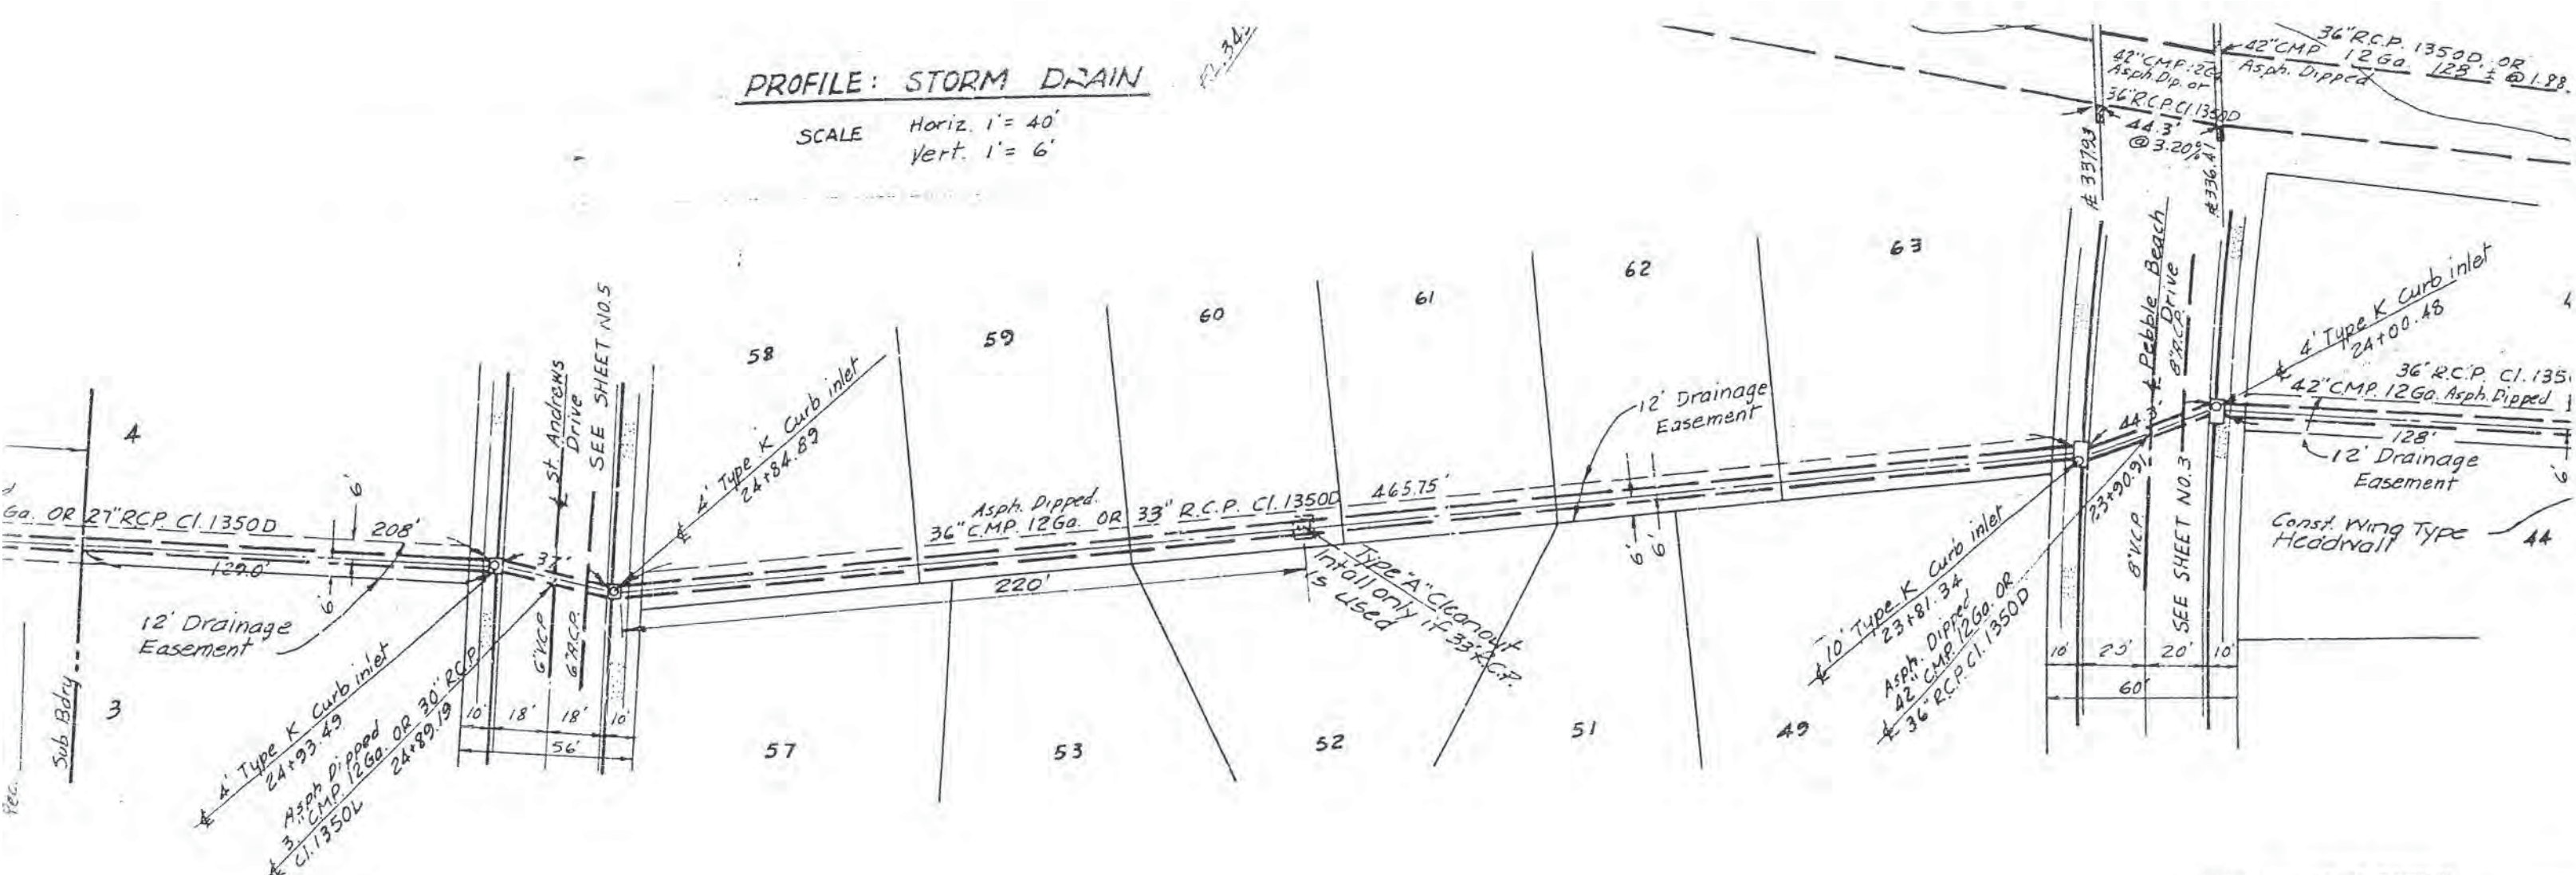 PROFILE: STORM DRAIN
SCALE
Horiz. 1" = 40'
Vert. 1" = 6'
36" R.C.P. 1350D. OR
42" CMP 12 Ga. 128' ± @ 1.88
Asph. Dipped
42" CMP 12Ga
Asph. Dip. or
36" R.C.P. Cl. 1350D
44.3'
@ 3.20%
℄ 337.93
℄ 336.41
4
3
Sub Bdry
Ga. OR 27" RCP Cl. 1350D
208'
129.0'
6'
6'
12' Drainage
Easement
℄ St. Andrews
Drive
SEE SHEET NO. 5
37'
6" V.C.P.
6" A.C.P.
10'
18'
18'
10'
56'
℄ 4' Type K Curb inlet
24+93.49
Asph Dipped
CMP. 12Ga. OR 30" R.C.P.
Cl. 1350
24+89.19
℄ 4' Type K Curb inlet
24+84.89
58
59
60
61
62
63
57
53
52
51
49
Asph. Dipped.
36" C.M.P. 12Ga. OR 33" R.C.P. Cl. 1350D
465.75'
220'
Type "A" Cleanout
Intall only if 33" R.C.P.
is used
12' Drainage
Easement
6'
6'
℄ 10' Type K Curb inlet
23+81.34
Asph. Dipped
42" CMP. 12Ga. OR
℄ 36" R.C.P. Cl. 1350D
23+90.91
44.3'
℄ Pebble Beach
Drive
8" V.C.P.
8" A.C.P.
SEE SHEET NO. 3
10'
20'
20'
10'
60'
℄ 4' Type K Curb inlet
24+00.48
36" R.C.P. Cl. 135
42" CMP. 12Ga. Asph. Dipped
128'
12' Drainage
Easement
6'
Const. Wing Type
Headwall
44